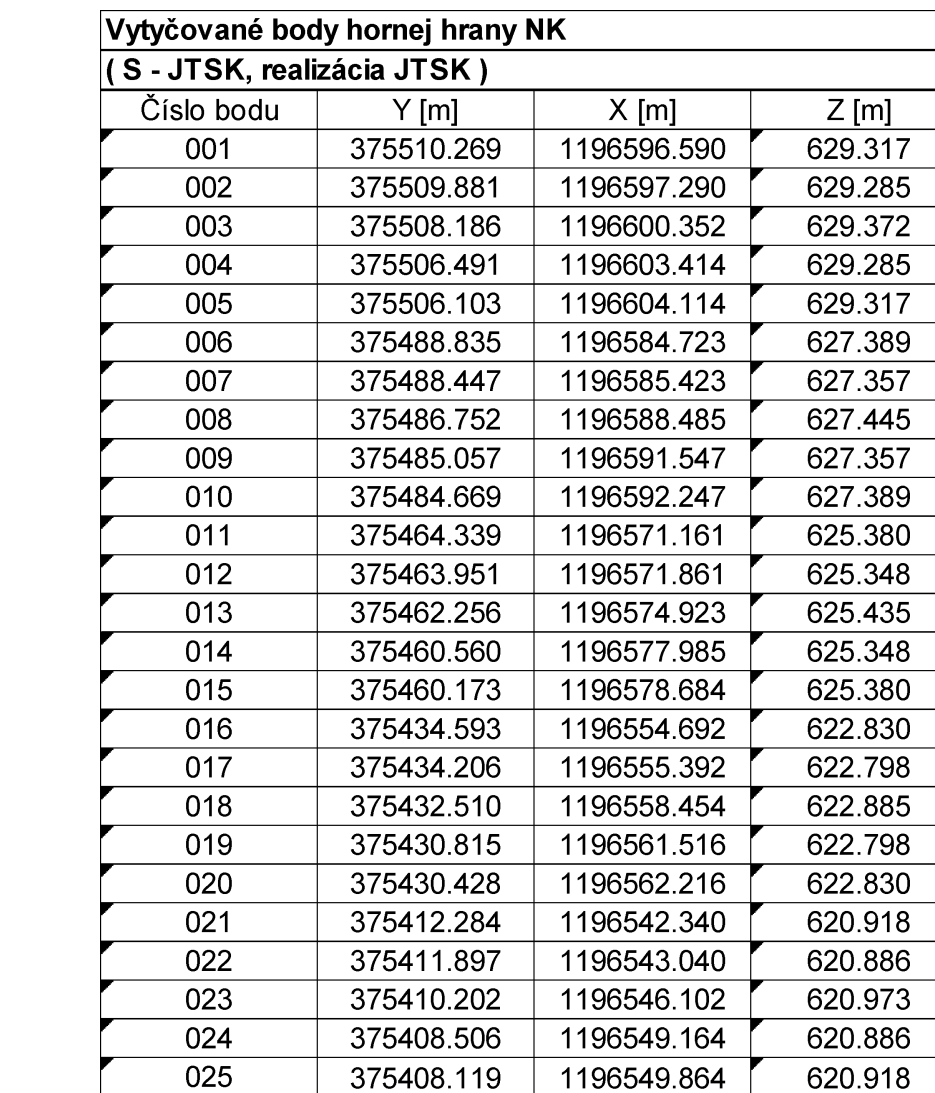 Vytyčované body hornej hrany NK
( S - JTSK, realizácia JTSK )
Číslo bodu Y [m] X [m] Z [m]
001 375510.269 1196596.590 629.317
002 375509.881 1196597.290 629.285
003 375508.186 1196600.352 629.372
004 375506.491 1196603.414 629.285
005 375506.103 1196604.114 629.317
006 375488.835 1196584.723 627.389
007 375488.447 1196585.423 627.357
008 375486.752 1196588.485 627.445
009 375485.057 1196591.547 627.357
010 375484.669 1196592.247 627.389
011 375464.339 1196571.161 625.380
012 375463.951 1196571.861 625.348
013 375462.256 1196574.923 625.435
014 375460.560 1196577.985 625.348
015 375460.173 1196578.684 625.380
016 375434.593 1196554.692 622.830
017 375434.206 1196555.392 622.798
018 375432.510 1196558.454 622.885
019 375430.815 1196561.516 622.798
020 375430.428 1196562.216 622.830
021 375412.284 1196542.340 620.918
022 375411.897 1196543.040 620.886
023 375410.202 1196546.102 620.973
024 375408.506 1196549.164 620.886
025 375408.119 1196549.864 620.918